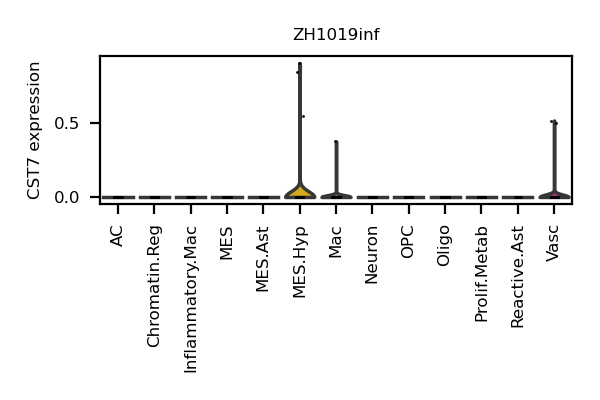 ZH1019inf
CST7 expression
0.5
0.0
AC
Chromatin.Reg
Inflammatory.Mac
MES
MES.Ast
MES.Hyp
Mac
Neuron
OPC
Oligo
Prolif.Metab
Reactive.Ast
Vasc